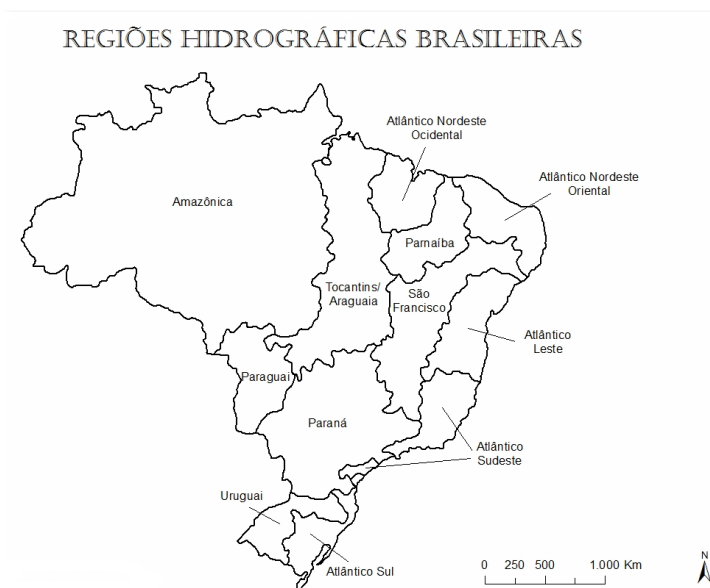 REGIÕES HIDROGRÁFICAS BRASILEIRAS
Atlântico Nordeste
Ocidental
Atlântico Nordeste
Oriental
Amazônica
Parnaíba
Tocantins/
Araguaia
São
Francisco
Atlântico
Leste
Paraguai
Paraná
Atlântico
Sudeste
Uruguai
Atlântico Sul
0 250 500 1.000 Km
N